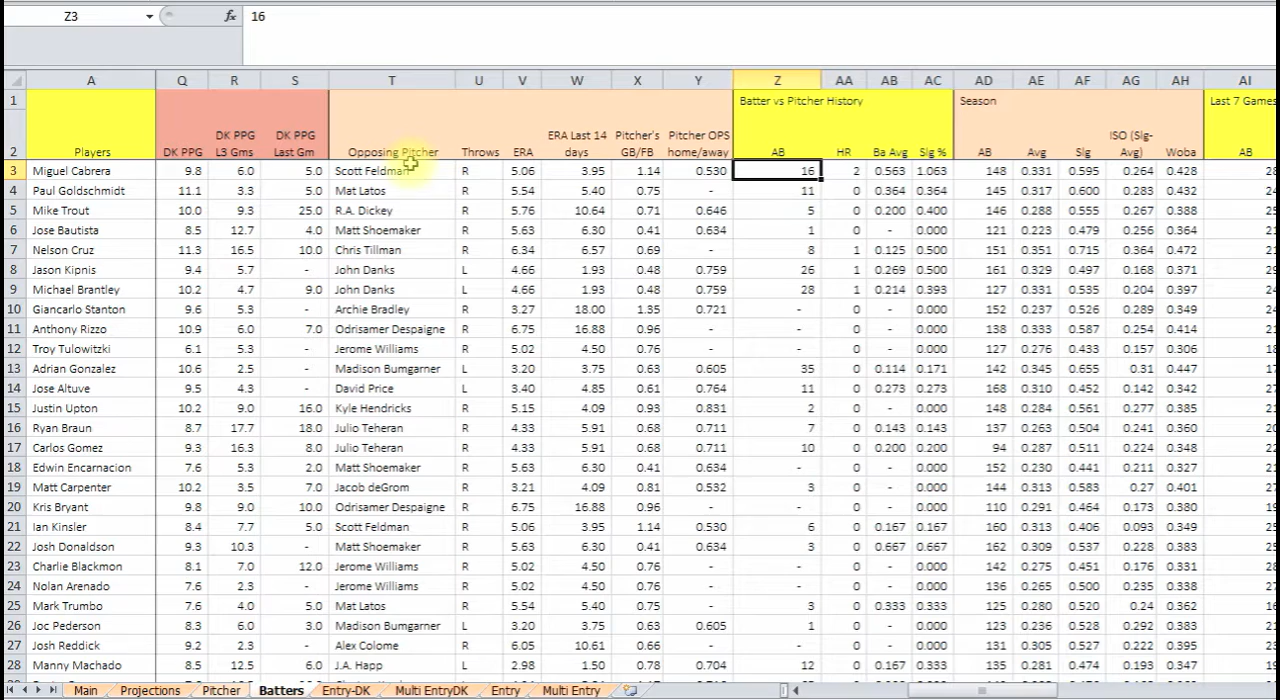 Z3 fx 16
A Q R S T U V W X Y Z AA AB AC AD AE AF AG AH AI
1 Batter vs Pitcher History Season Last 7 Games
2 Players DK PPG DK PPG L3 Gms DK PPG Last Gm Opposing Pitcher Throws ERA ERA Last 14 days Pitcher's GB/FB Pitcher OPS home/away AB HR Ba Avg Slg % AB Avg Slg ISO (Slg-Avg) Woba AB
3 Miguel Cabrera 9.8 6.0 5.0 Scott Feldman R 5.06 3.95 1.14 0.530 16 2 0.563 1.063 148 0.331 0.595 0.264 0.428
4 Paul Goldschmidt 11.1 3.3 5.0 Mat Latos R 5.54 5.40 0.75 - 11 0 0.364 0.364 145 0.317 0.600 0.283 0.432
5 Mike Trout 10.0 9.3 25.0 R.A. Dickey R 5.76 10.64 0.71 0.646 5 0 0.200 0.400 146 0.288 0.555 0.267 0.388
6 Jose Bautista 8.5 12.7 4.0 Matt Shoemaker R 5.63 6.30 0.41 0.634 1 0 - 0.000 121 0.223 0.479 0.256 0.364
7 Nelson Cruz 11.3 16.5 10.0 Chris Tillman R 6.34 6.57 0.69 - 8 1 0.125 0.500 151 0.351 0.715 0.364 0.472
8 Jason Kipnis 9.4 5.7 - John Danks L 4.66 1.93 0.48 0.759 26 1 0.269 0.500 161 0.329 0.497 0.168 0.371
9 Michael Brantley 10.2 4.7 9.0 John Danks L 4.66 1.93 0.48 0.759 28 1 0.214 0.393 127 0.331 0.535 0.204 0.397
10 Giancarlo Stanton 9.6 5.3 - Archie Bradley R 3.27 18.00 1.35 0.721 - 0 - 0.000 152 0.237 0.526 0.289 0.349
11 Anthony Rizzo 10.9 6.0 7.0 Odrisamer Despaigne R 6.75 16.88 0.96 - - 0 - 0.000 138 0.333 0.587 0.254 0.414
12 Troy Tulowitzki 6.1 5.3 - Jerome Williams R 5.02 4.50 0.76 - - 0 - 0.000 127 0.276 0.433 0.157 0.306
13 Adrian Gonzalez 10.6 2.5 - Madison Bumgarner L 3.20 3.75 0.63 0.605 35 0 0.114 0.171 142 0.345 0.655 0.31 0.447
14 Jose Altuve 9.5 4.3 - David Price L 3.40 4.85 0.61 0.764 11 0 0.273 0.273 168 0.310 0.452 0.142 0.342
15 Justin Upton 10.2 9.0 16.0 Kyle Hendricks R 5.15 4.09 0.93 0.831 2 0 - 0.000 148 0.284 0.561 0.277 0.385
16 Ryan Braun 8.7 17.7 18.0 Julio Teheran R 4.33 5.91 0.68 0.711 7 0 0.143 0.143 137 0.263 0.504 0.241 0.360
17 Carlos Gomez 9.3 16.3 8.0 Julio Teheran R 4.33 5.91 0.68 0.711 10 0 0.200 0.200 94 0.287 0.511 0.224 0.348
18 Edwin Encarnacion 7.6 5.3 2.0 Matt Shoemaker R 5.63 6.30 0.41 0.634 - 0 - 0.000 152 0.230 0.441 0.211 0.327
19 Matt Carpenter 10.2 3.5 7.0 Jacob deGrom R 3.21 4.09 0.81 0.532 3 0 - 0.000 144 0.313 0.583 0.27 0.401
20 Kris Bryant 9.8 9.0 10.0 Odrisamer Despaigne R 6.75 16.88 0.96 - - 0 - 0.000 110 0.291 0.464 0.173 0.380
21 Ian Kinsler 8.4 7.7 5.0 Scott Feldman R 5.06 3.95 1.14 0.530 6 0 0.167 0.167 160 0.313 0.406 0.093 0.349
22 Josh Donaldson 9.3 10.3 - Matt Shoemaker R 5.63 6.30 0.41 0.634 3 0 0.667 0.667 162 0.309 0.537 0.228 0.383
23 Charlie Blackmon 8.1 7.0 12.0 Jerome Williams R 5.02 4.50 0.76 - - 0 - 0.000 142 0.275 0.451 0.176 0.331
24 Nolan Arenado 7.6 2.3 - Jerome Williams R 5.02 4.50 0.76 - - 0 - 0.000 136 0.265 0.500 0.235 0.338
25 Mark Trumbo 7.6 4.0 5.0 Mat Latos R 5.54 5.40 0.75 - 3 0 0.333 0.333 125 0.280 0.520 0.24 0.362
26 Joc Pederson 8.3 6.0 3.0 Madison Bumgarner L 3.20 3.75 0.63 0.605 1 0 - 0.000 123 0.236 0.528 0.292 0.383
27 Josh Reddick 9.2 2.3 - Alex Colome R 6.05 10.61 0.66 - - 0 - 0.000 131 0.321 0.543 0.222 0.395
28 Manny Machado 8.5 12.5 6.0 J.A. Happ L 2.98 1.50 0.78 0.704 12 0 0.167 0.333 135 0.281 0.474 0.193 0.347
Main Projections Pitcher Batters Entry-DK Multi EntryDK Entry Multi Entry